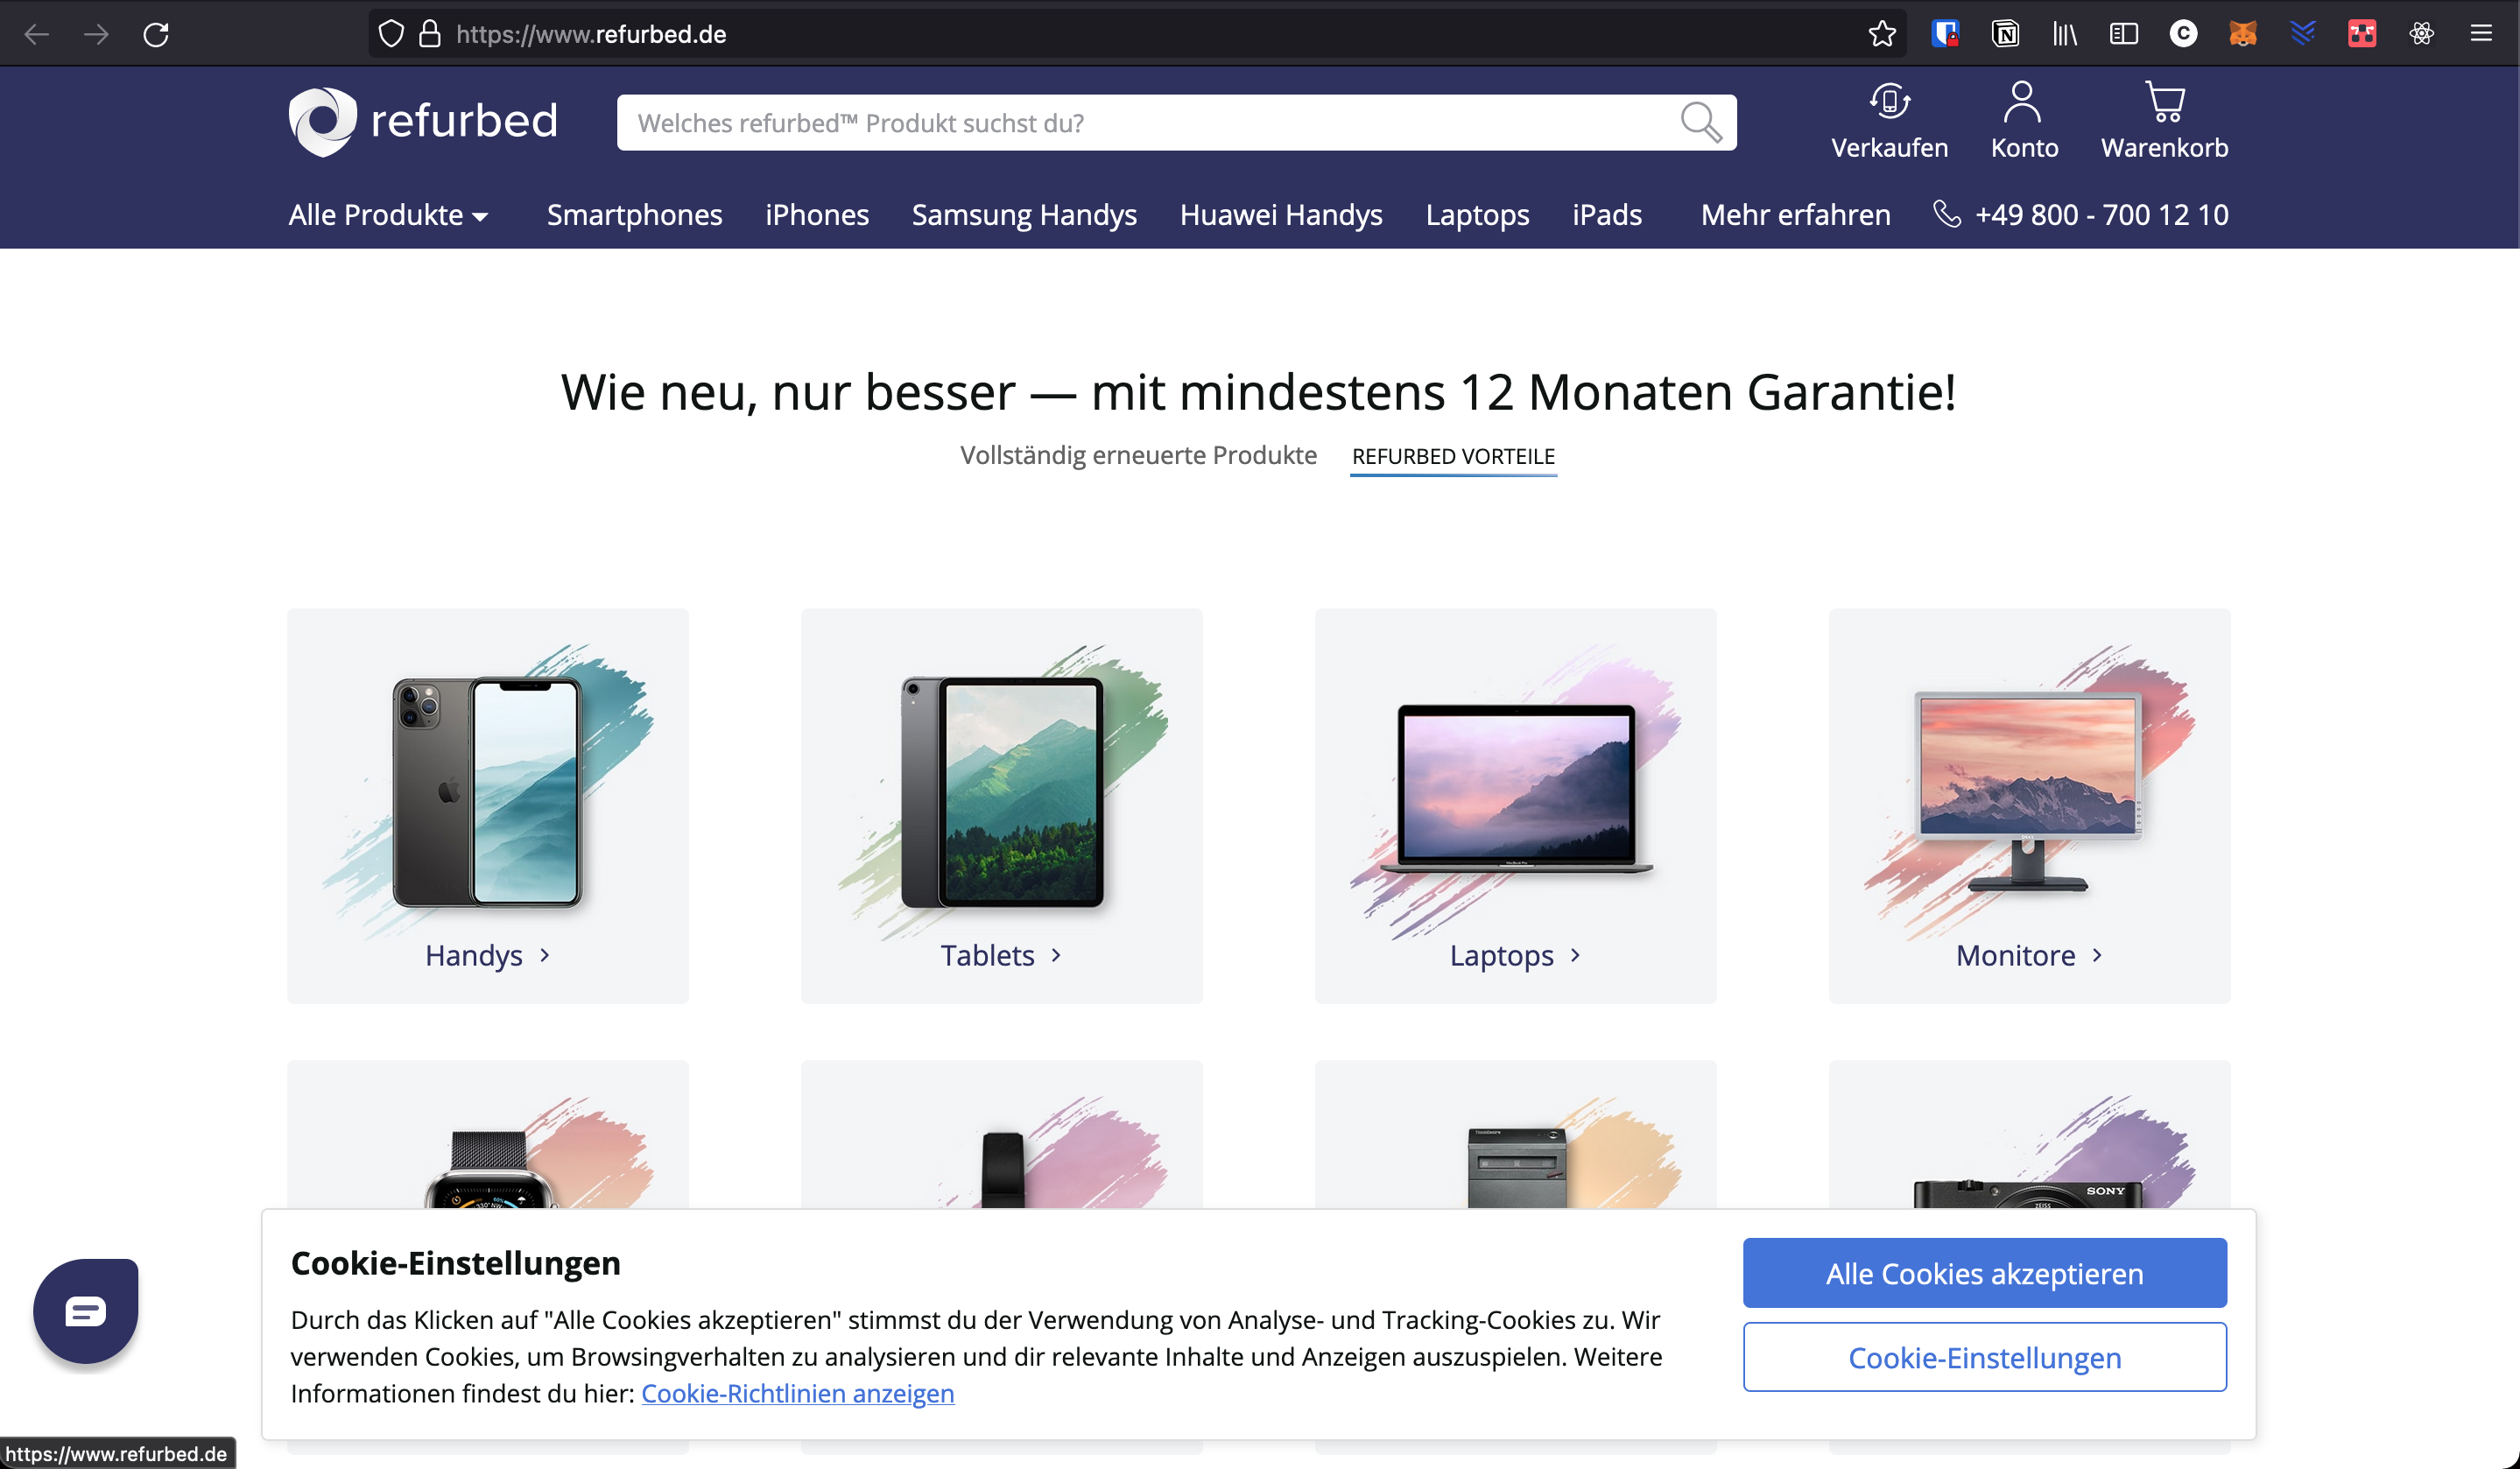 https://www.refurbed.de
refurbed
Welches refurbed™ Produkt suchst du?
Verkaufen
Konto
Warenkorb
Alle Produkte
Smartphones
iPhones
Samsung Handys
Huawei Handys
Laptops
iPads
Mehr erfahren
+49 800 - 700 12 10
Wie neu, nur besser — mit mindestens 12 Monaten Garantie!
Vollständig erneuerte Produkte
REFURBED VORTEILE
Handys
Tablets
Laptops
Monitore
SONY
ZEISS
Cookie-Einstellungen
Durch das Klicken auf "Alle Cookies akzeptieren" stimmst du der Verwendung von Analyse- und Tracking-Cookies zu. Wir
verwenden Cookies, um Browsingverhalten zu analysieren und dir relevante Inhalte und Anzeigen auszuspielen. Weitere
Informationen findest du hier: Cookie-Richtlinien anzeigen
Alle Cookies akzeptieren
Cookie-Einstellungen
https://www.refurbed.de